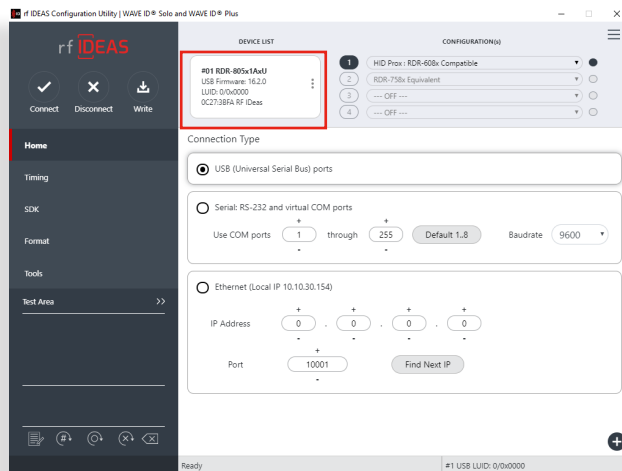 rf IDEAS Configuration Utility | WAVE ID® Solo and WAVE ID® Plus
rf IDEAS
Connect Disconnect Write
Home
Timing
SDK
Format
Tools
Test Area >>
DEVICE LIST
#01 RDR-805x1AxU
USB Firmware: 16.2.0
LUID: 0/0x0000
0C27:3BFA RF IDeas
CONFIGURATION(s)
1 HID Prox : RDR-608x Compatible
2 RDR-758x Equivalent
3 --- OFF ---
4 --- OFF ---
Connection Type
USB (Universal Serial Bus) ports
Serial: RS-232 and virtual COM ports
+ +
Use COM ports 1 through 255 Default 1..8 Baudrate 9600
- -
Ethernet (Local IP 10.10.30.154)
+ + + +
IP Address 0 . 0 . 0 . 0
- - - -
+
Port 10001 Find Next IP
-
Ready #1 USB LUID: 0/0x0000